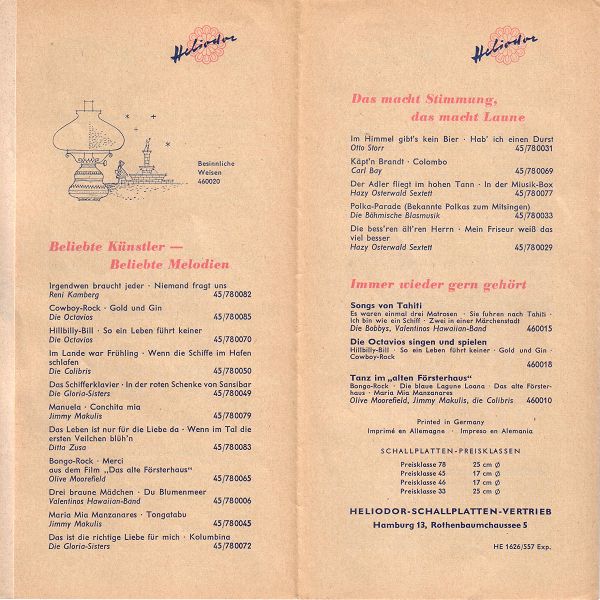 Heliodor
Besinnliche
Weisen
460020
Beliebte Künstler —
Beliebte Melodien
Irgendwen braucht jeder · Niemand fragt uns
Reni Kamberg 45/780082
Cowboy-Rock · Gold und Gin
Die Octavios 45/780085
Hillbilly-Bill · So ein Leben führt keiner
Die Octavios 45/780070
Im Lande war Frühling · Wenn die Schiffe im Hafen
schlafen
Die Colibris 45/780050
Das Schifferklavier · In der roten Schenke von Sansibar
Die Gloria-Sisters 45/780049
Manuela · Conchita mia
Jimmy Makulis 45/780079
Das Leben ist nur für die Liebe da · Wenn im Tal die
ersten Veilchen blüh'n
Ditta Zusa 45/780083
Bongo-Rock · Merci
aus dem Film „Das alte Försterhaus"
Olive Moorefield 45/780065
Drei braune Mädchen · Du Blumenmeer
Valentinos Hawaiian-Band 45/780006
Maria Mia Manzanares · Tongatabu
Jimmy Makulis 45/780045
Das ist die richtige Liebe für mich · Kolumbina
Die Gloria-Sisters 45/780072
Heliodor
Das macht Stimmung,
das macht Laune
Im Himmel gibt's kein Bier · Hab' ich einen Durst
Otto Storr 45/780031
Käpt'n Brandt · Colombo
Carl Bay 45/780069
Der Adler fliegt im hohen Tann · In der Miusik-Box
Hazy Osterwald Sextett 45/780077
Polka-Parade (Bekannte Polkas zum Mitsingen)
Die Böhmische Blasmusik 45/780033
Die bess'ren ält'ren Herrn · Mein Friseur weiß das
viel besser
Hazy Osterwald Sextett 45/780029
Immer wieder gern gehört
Songs von Tahiti
Es waren einmal drei Matrosen · Sie fuhren nach Tahiti ·
Ich bin wie ein Schiff · Zwei in einer Märchenstadt
Die Bobbys, Valentinos Hawaiian-Band 460015
Die Octavios singen und spielen
Hillbilly-Bill · So ein Leben führt keiner · Gold und Gin ·
Cowboy-Rock
460018
Tanz im „alten Försterhaus"
Bongo-Rock · Die blaue Lagune Loana · Das alte Förster-
haus · Maria Mia Manzanares
Olive Moorefield, Jimmy Makulis, die Colibris 460010
Printed in Germany
Imprimé en Allemagne · Impreso en Alemania
SCHALLPLATTEN-PREISKLASSEN
Preisklasse 78 25 cm Ø
Preisklasse 45 17 cm Ø
Preisklasse 46 17 cm Ø
Preisklasse 33 25 cm Ø
HELIODOR-SCHALLPLATTEN-VERTRIEB
Hamburg 13, Rothenbaumchaussee 5
HE 1626/557 Exp.